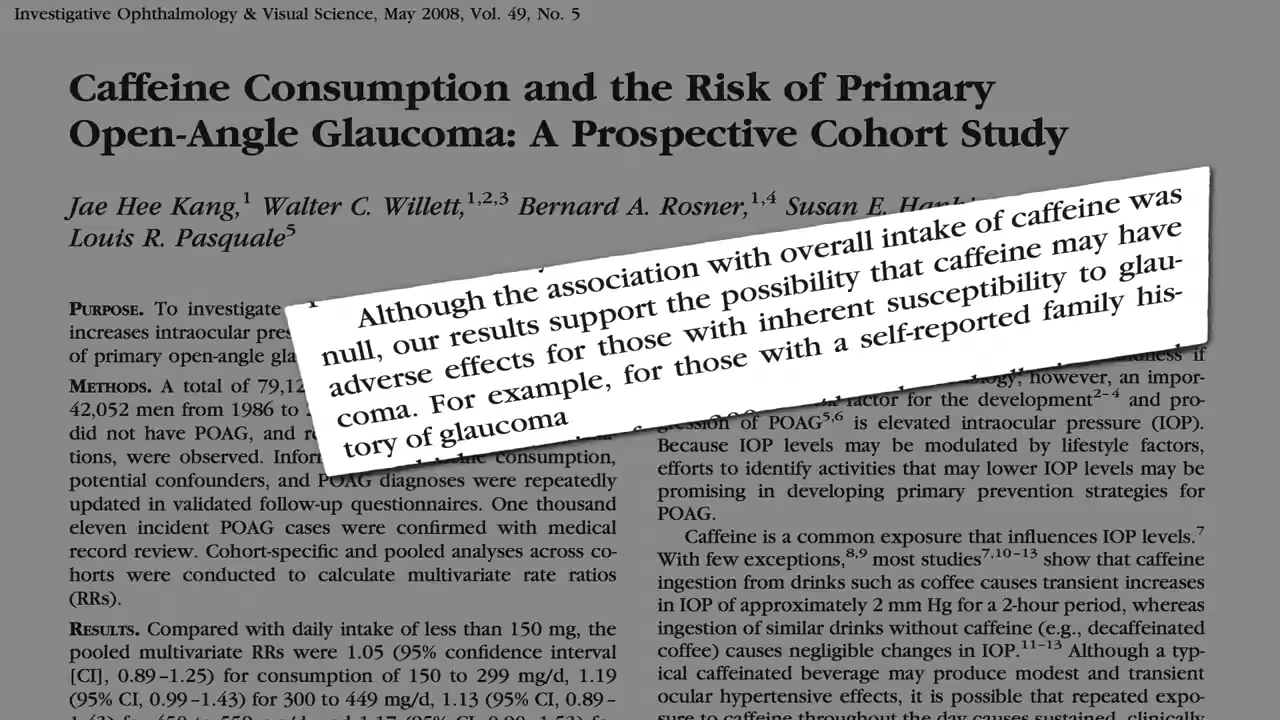 Investigative Ophthalmology & Visual Science, May 2008, Vol. 49, No. 5
Caffeine Consumption and the Risk of Primary
Open-Angle Glaucoma: A Prospective Cohort Study
Jae Hee Kang,1 Walter C. Willett,1,2,3 Bernard A. Rosner,1,4 Susan E.
Louis R. Pasquale5
Although the association with overall intake of caffeine was
null, our results support the possibility that caffeine may have
adverse effects for those with inherent susceptibility to glau-
coma. For example, for those with a self-reported family his-
tory of glaucoma
PURPOSE. To investigate
increases intraocular
of primary open-angle
METHODS. A total of
42,052 men from 1986 to
did not have POAG, and
tions, were observed. consumption,
potential confounders, and POAG diagnoses were repeatedly
updated in validated follow-up questionnaires. One thousand
eleven incident POAG cases were confirmed with medical
record review. Cohort-specific and pooled analyses across co-
horts were conducted to calculate multivariate rate ratios
(RRs).
RESULTS. Compared with daily intake of less than 150 mg, the
pooled multivariate RRs were 1.05 (95% confidence interval
[CI], 0.89–1.25) for consumption of 150 to 299 mg/d, 1.19
(95% CI, 0.99–1.43) for 300 to 449 mg/d, 1.13 (95% CI, 0.89–
if
however, an impor-
factor for the development2–4 and pro-
of POAG5,6 is elevated intraocular pressure (IOP).
Because IOP levels may be modulated by lifestyle factors,
efforts to identify activities that may lower IOP levels may be
promising in developing primary prevention strategies for
POAG.
Caffeine is a common exposure that influences IOP levels.7
With few exceptions,8,9 most studies7,10–13 show that caffeine
ingestion from drinks such as coffee causes transient increases
in IOP of approximately 2 mm Hg for a 2-hour period, whereas
ingestion of similar drinks without caffeine (e.g., decaffeinated
coffee) causes negligible changes in IOP.11–13 Although a typ-
ical caffeinated beverage may produce modest and transient
ocular hypertensive effects, it is possible that repeated expo-
sure to caffeine throughout the day causes sustained, clinically